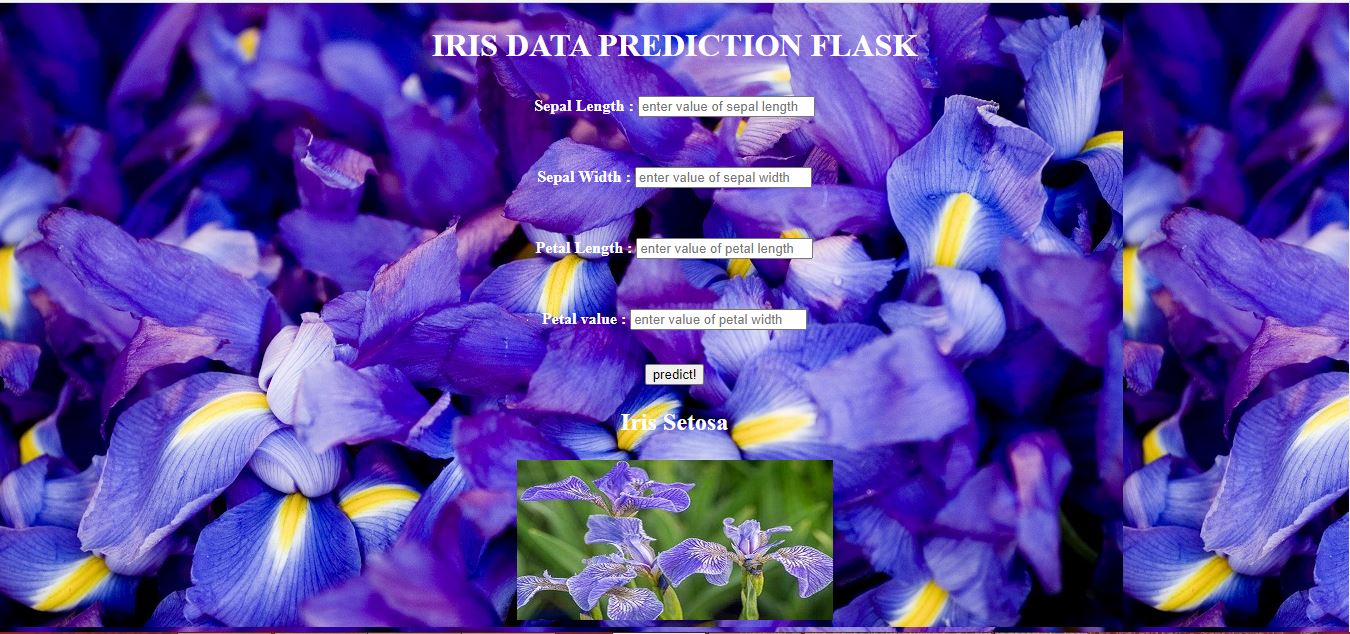 IRIS DATA PREDICTION FLASK
Sepal Length : enter value of sepal length
Sepal Width : enter value of sepal width
Petal Length : enter value of petal length
Petal value : enter value of petal width
predict!
Iris Setosa